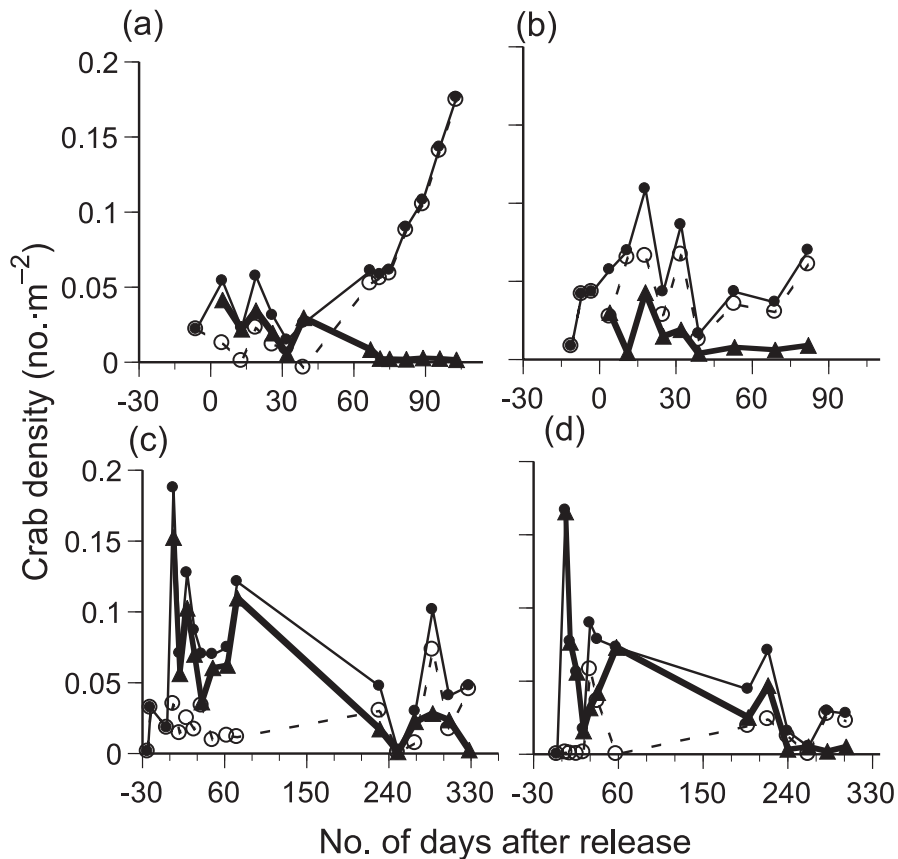 (a) (b)
0.2
0.15
0.1
0.05
0
-30 0 30 60 90 -30 0 30 60 90
(c) (d)
0.2
0.15
0.1
0.05
0
-30 60 150 240 330 -30 60 150 240 330
Crab density (no.·m⁻²)
No. of days after release